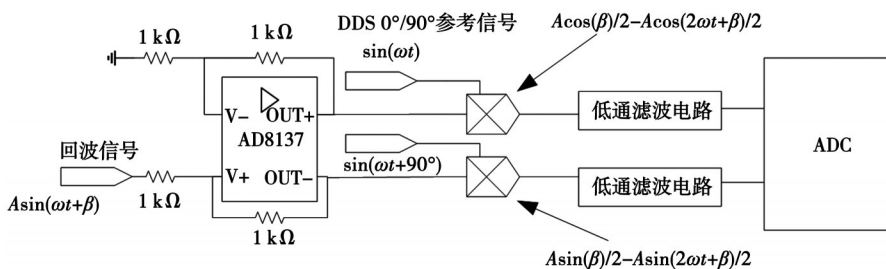 1 kΩ
1 kΩ
DDS 0°/90°参考信号
sin(ωt)
Acos(β)/2−Acos(2ωt+β)/2
V− OUT+
AD8137
V+ OUT−
回波信号
Asin(ωt+β)
1 kΩ
1 kΩ
sin(ωt+90°)
低通滤波电路
低通滤波电路
ADC
Asin(β)/2−Asin(2ωt+β)/2